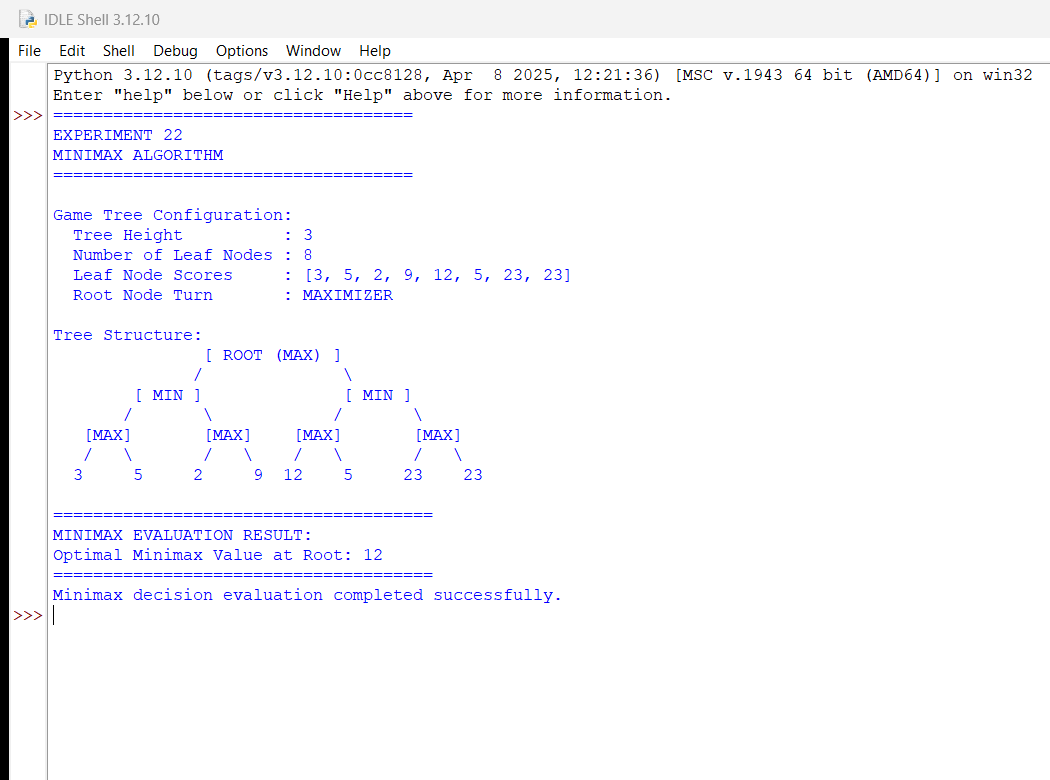 IDLE Shell 3.12.10
File Edit Shell Debug Options Window Help
Python 3.12.10 (tags/v3.12.10:0cc8128, Apr  8 2025, 12:21:36) [MSC v.1943 64 bit (AMD64)] on win32
Enter "help" below or click "Help" above for more information.
>>> ====================================
EXPERIMENT 22
MINIMAX ALGORITHM
====================================
Game Tree Configuration:
  Tree Height          : 3
  Number of Leaf Nodes : 8
  Leaf Node Scores     : [3, 5, 2, 9, 12, 5, 23, 23]
  Root Node Turn       : MAXIMIZER
Tree Structure:
               [ ROOT (MAX) ]
              /              \
        [ MIN ]              [ MIN ]
       /       \            /       \
   [MAX]       [MAX]    [MAX]       [MAX]
   /   \       /   \    /   \       /   \
  3     5     2     9  12    5     23    23
======================================
MINIMAX EVALUATION RESULT:
Optimal Minimax Value at Root: 12
======================================
Minimax decision evaluation completed successfully.
>>>